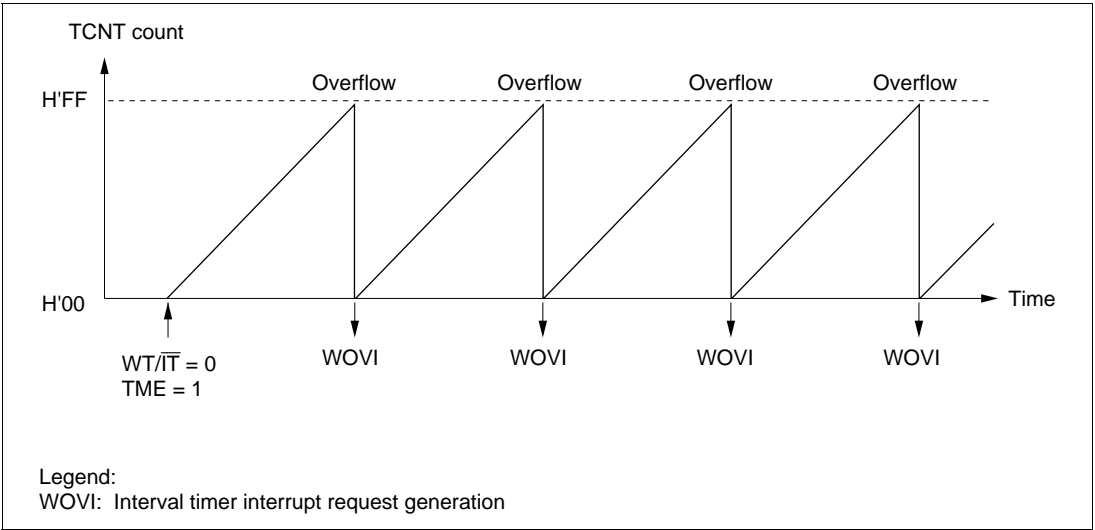 TCNT count
Overflow Overflow Overflow Overflow
H'FF
H'00
Time
WT/I̅T̅ = 0
TME = 1
WOVI WOVI WOVI WOVI
Legend:
WOVI: Interval timer interrupt request generation